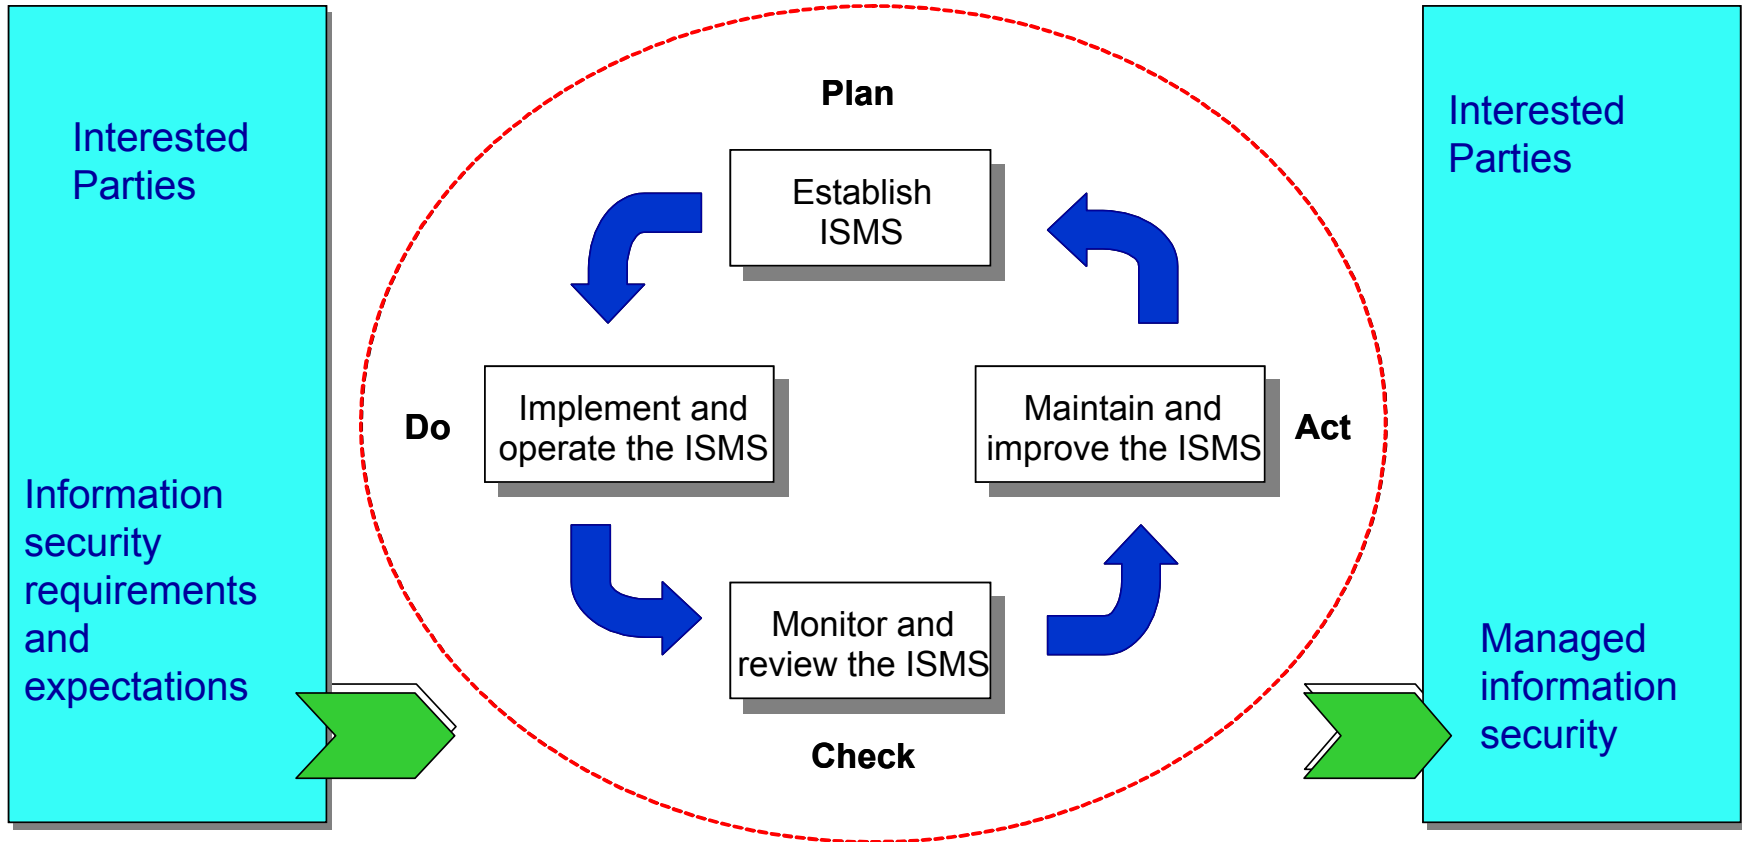 Interested
Parties
Information
security
requirements
and
expectations
Plan
Establish
ISMS
Do
Implement and
operate the ISMS
Maintain and
improve the ISMS
Act
Monitor and
review the ISMS
Check
Interested
Parties
Managed
information
security